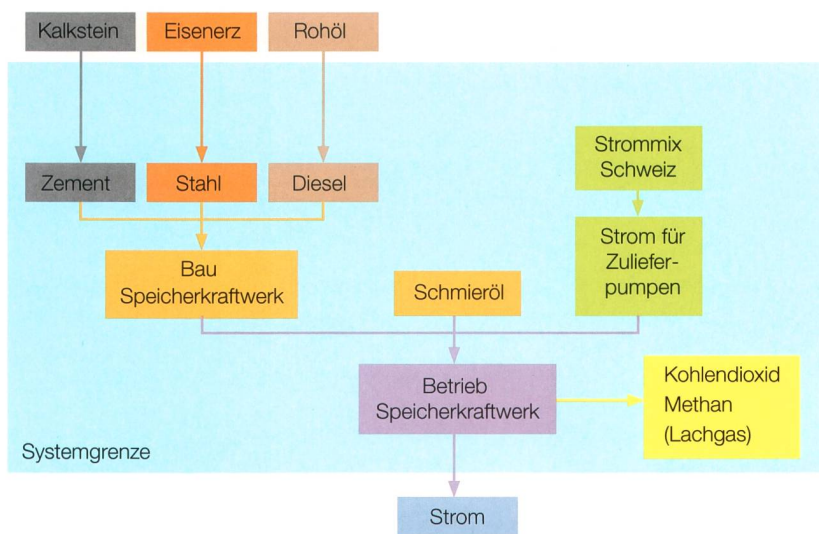 Kalkstein
Eisenerz
Rohöl
Zement
Stahl
Diesel
Strommix
Schweiz
Bau
Speicherkraftwerk
Schmieröl
Strom für
Zuliefer-
pumpen
Betrieb
Speicherkraftwerk
Kohlendioxid
Methan
(Lachgas)
Systemgrenze
Strom